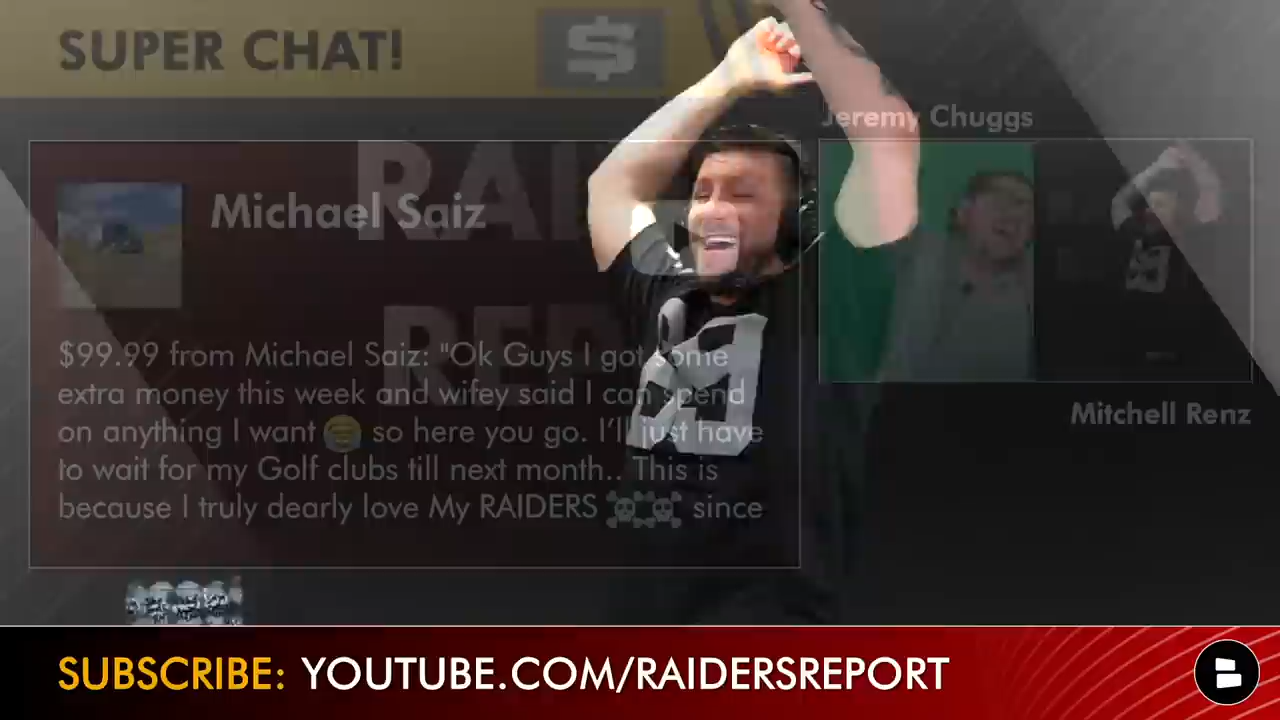 SUPER CHAT!
$
Jeremy Chuggs
Michael Saiz
$99.99 from Michael Saiz: "Ok Guys I got some
extra money this week and wifey said I can spend
on anything I want 😂 so here you go. I'll just have
to wait for my Golf clubs till next month.. This is
because I truly dearly love My RAIDERS ☠️☠️ since
Mitchell Renz
89
SUBSCRIBE: YOUTUBE.COM/RAIDERSREPORT